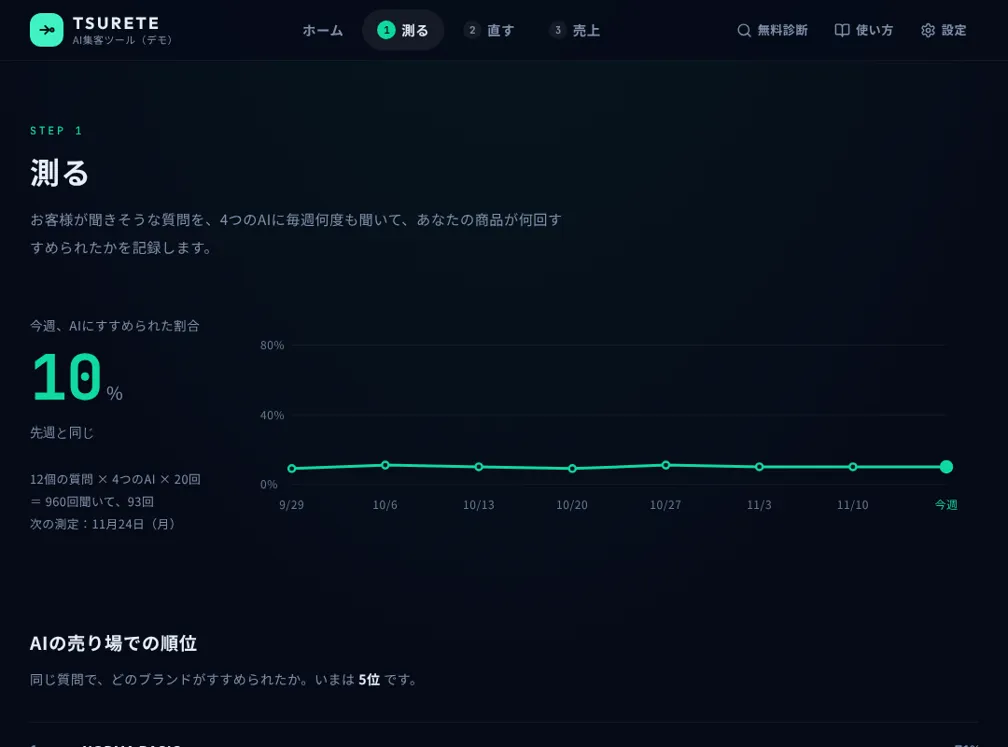 TSURETE
AI集客ツール（デモ）
ホーム
1 測る
2 直す
3 売上
無料診断
使い方
設定
STEP 1
測る
お客様が聞きそうな質問を、4つのAIに毎週何度も聞いて、あなたの商品が何回す
すめられたかを記録します。
今週、AIにすすめられた割合
10%
先週と同じ
12個の質問 × 4つのAI × 20回
＝ 960回聞いて、93回
次の測定：11月24日（月）
80%
40%
0%
9/29
10/6
10/13
10/20
10/27
11/3
11/10
今週
AIの売り場での順位
同じ質問で、どのブランドがすすめられたか。いまは 5位 です。